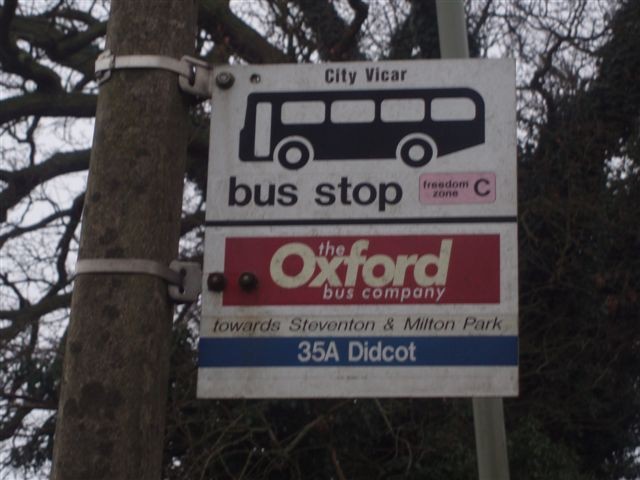 City Vicar
bus stop
freedom
zone C
the
Oxford
bus company
towards Steventon & Milton Park
35A Didcot